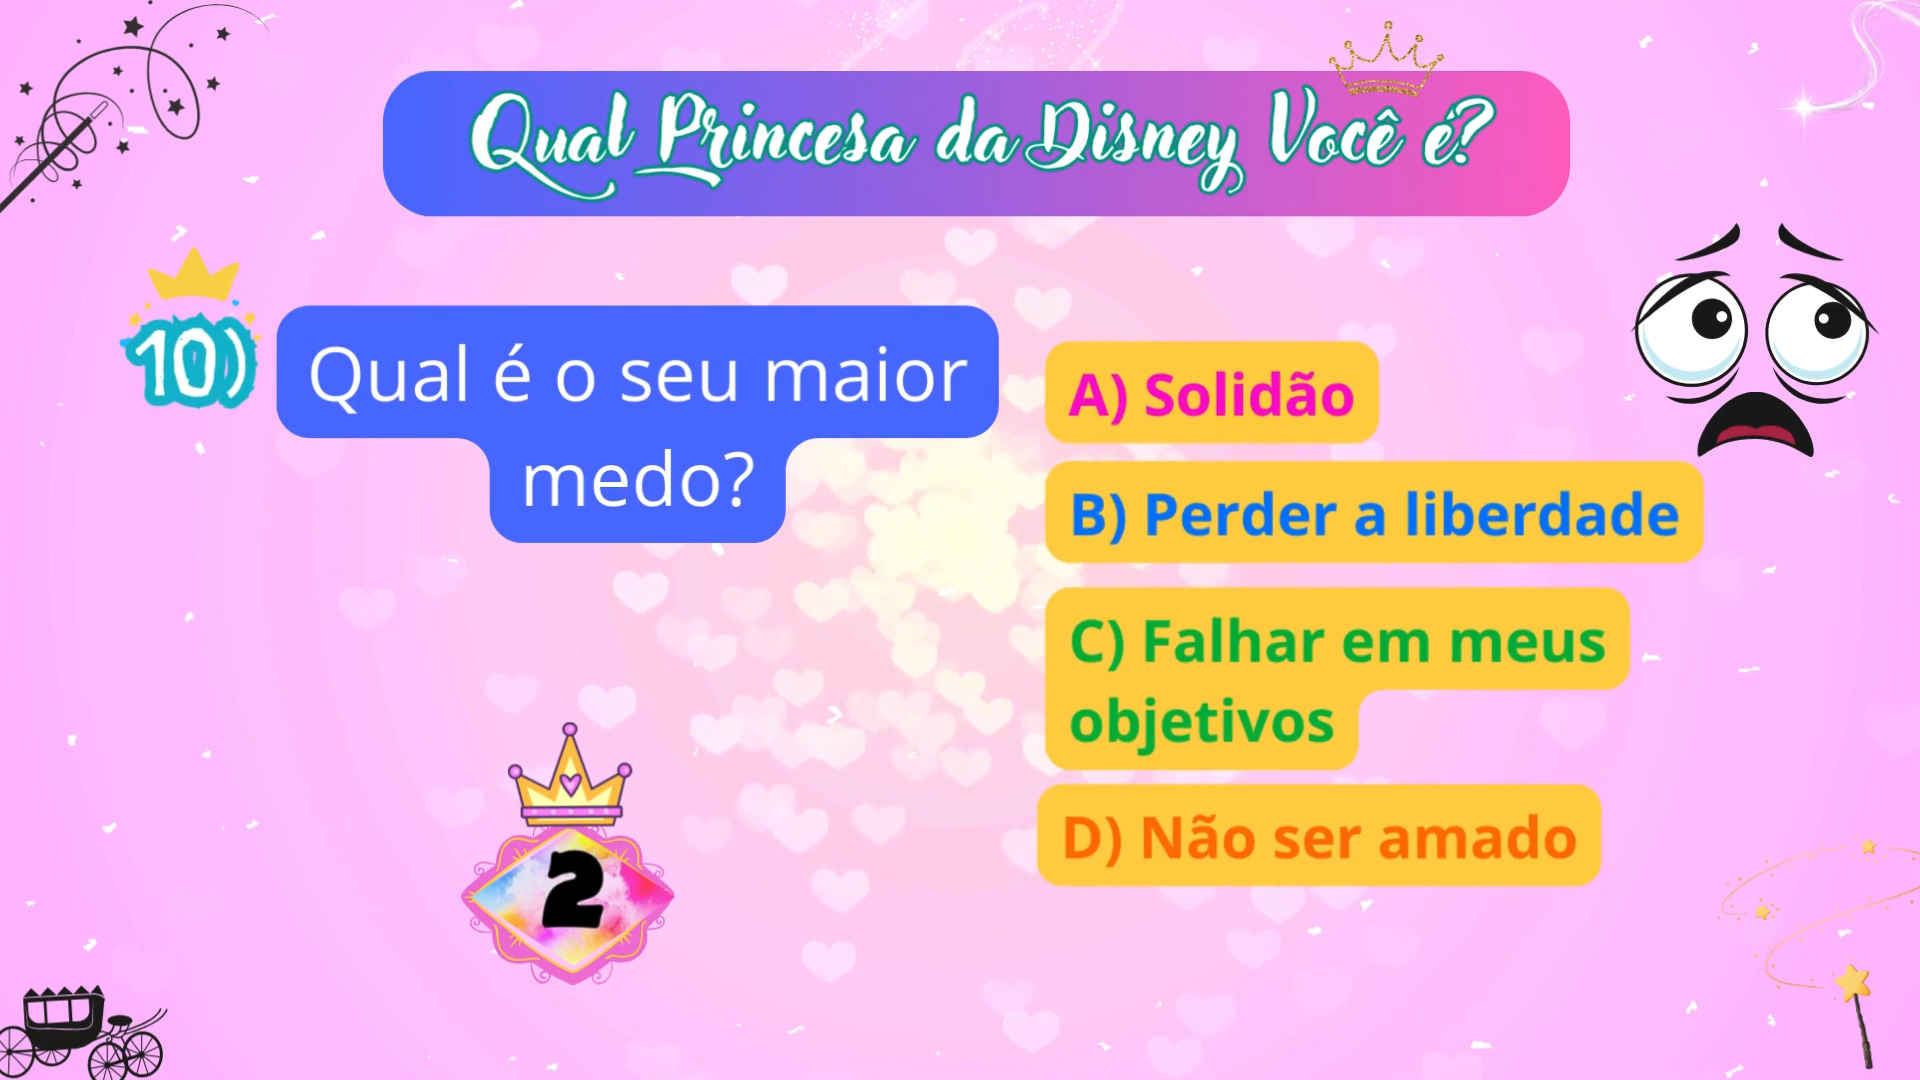 Qual Princesa da Disney Você é?
10)
Qual é o seu maior
medo?
A) Solidão
B) Perder a liberdade
C) Falhar em meus
objetivos
D) Não ser amado
2